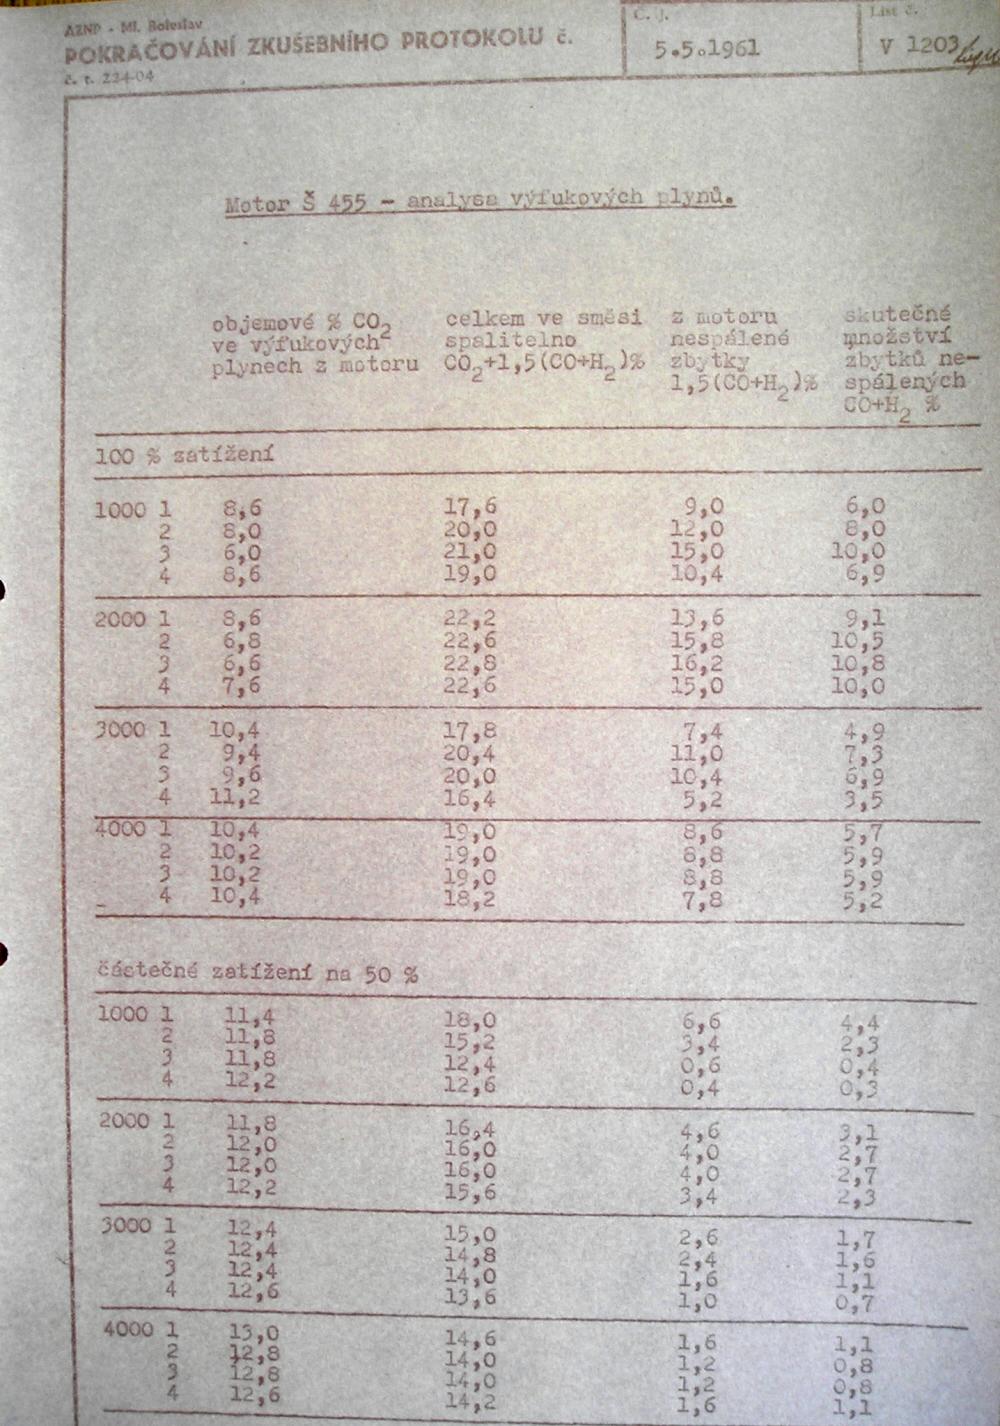 AZNP - Ml. Boleslav
POKRAČOVÁNÍ ZKUŠEBNÍHO PROTOKOLU č.
č. t. 224-04
Č. j.
5.5.1961
List č.
V 1203
Motor Š 455 - analysa výfukových plynů.
objemové % CO2 ve výfukových plynech z motoru
celkem ve směsi spalitelno CO2+1,5(CO+H2)%
z motoru nespálené zbytky 1,5(CO+H2)%
skutečné množství zbytků ne-spálených CO+H2 %
100 % zatížení
1000 1 8,6 17,6 9,0 6,0
2 8,0 20,0 12,0 8,0
3 6,0 21,0 15,0 10,0
4 8,6 19,0 10,4 6,9
2000 1 8,6 22,2 13,6 9,1
2 6,8 22,6 15,8 10,5
3 6,6 22,8 16,2 10,8
4 7,6 22,6 15,0 10,0
3000 1 10,4 17,8 7,4 4,9
2 9,4 20,4 11,0 7,3
3 9,6 20,0 10,4 6,9
4 11,2 16,4 5,2 3,5
4000 1 10,4 19,0 8,6 5,7
2 10,2 19,0 8,8 5,9
3 10,2 19,0 8,8 5,9
4 10,4 18,2 7,8 5,2
částečné zatížení na 50 %
1000 1 11,4 18,0 6,6 4,4
2 11,8 15,2 3,4 2,3
3 11,8 12,4 0,6 0,4
4 12,2 12,6 0,4 0,3
2000 1 11,8 16,4 4,6 3,1
2 12,0 16,0 4,0 2,7
3 12,0 16,0 4,0 2,7
4 12,2 15,6 3,4 2,3
3000 1 12,4 15,0 2,6 1,7
2 12,4 14,8 2,4 1,6
3 12,4 14,0 1,6 1,1
4 12,6 13,6 1,0 0,7
4000 1 13,0 14,6 1,6 1,1
2 12,8 14,0 1,2 0,8
3 12,8 14,0 1,2 0,8
4 12,6 14,2 1,6 1,1